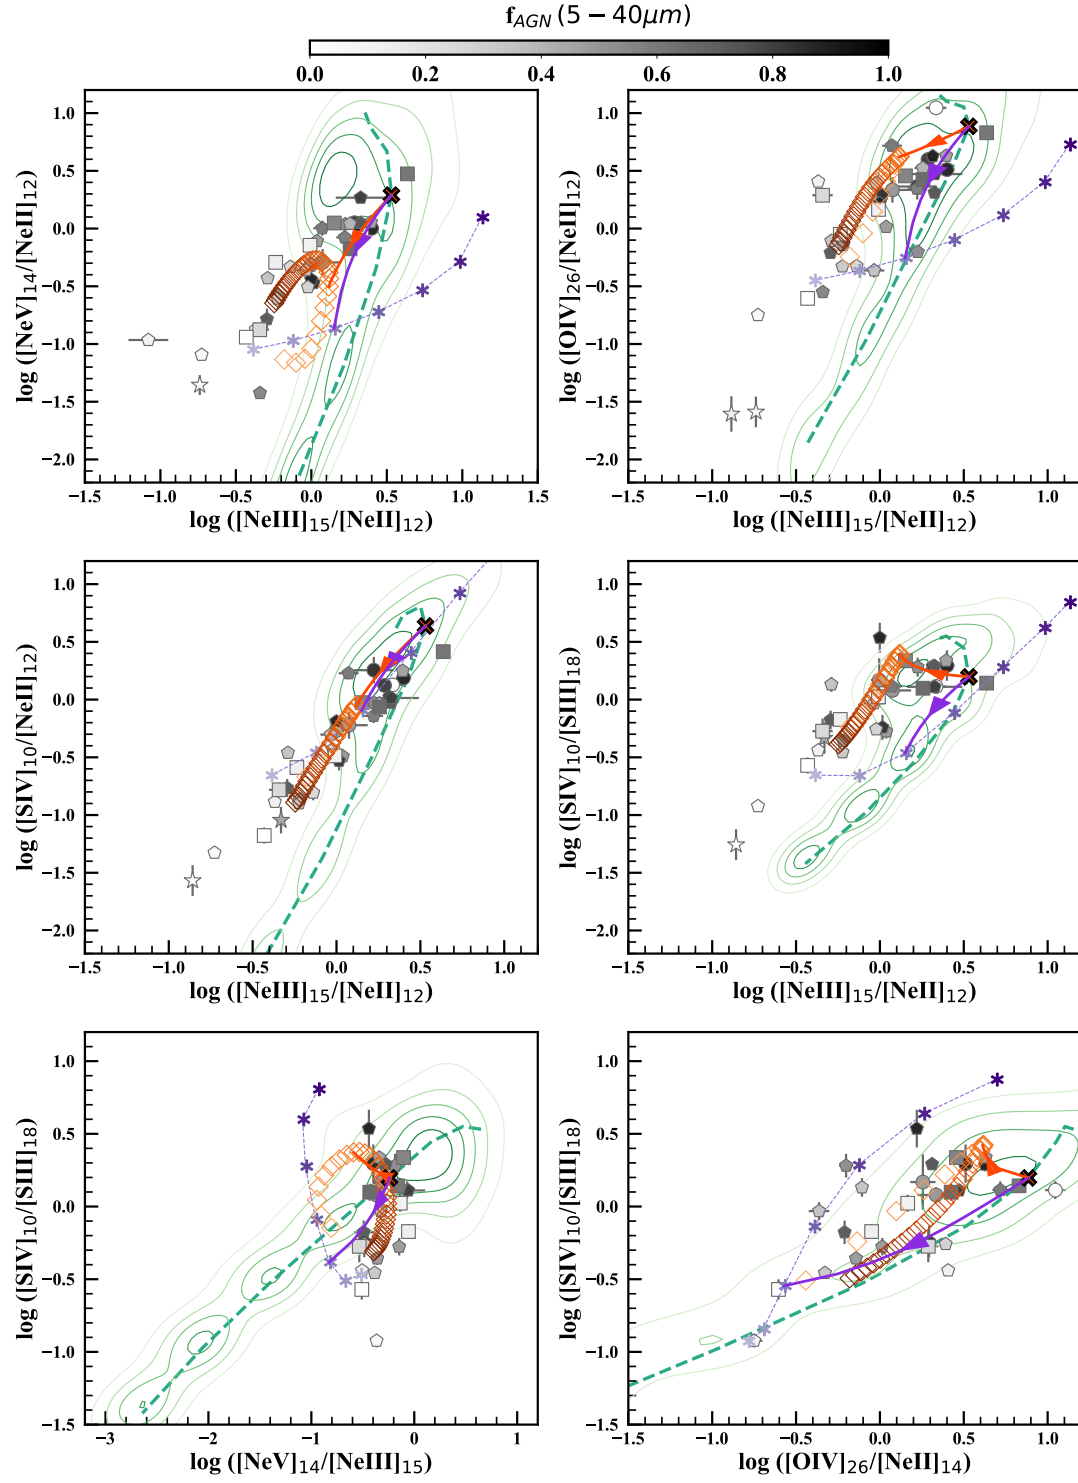 f_AGN (5 − 40μm)
0.0 0.2 0.4 0.6 0.8 1.0
1.0
0.5
0.0
−0.5
−1.0
−1.5
−2.0
log ([NeV]14/[NeII]12)
−1.5 −1.0 −0.5 0.0 0.5 1.0 1.5
log ([NeIII]15/[NeII]12)
1.0
0.5
0.0
−0.5
−1.0
−1.5
−2.0
log ([OIV]26/[NeII]12)
−1.5 −1.0 −0.5 0.0 0.5 1.0
log ([NeIII]15/[NeII]12)
1.0
0.5
0.0
−0.5
−1.0
−1.5
−2.0
log ([SIV]10/[NeII]12)
−1.5 −1.0 −0.5 0.0 0.5 1.0
log ([NeIII]15/[NeII]12)
1.0
0.5
0.0
−0.5
−1.0
−1.5
−2.0
log ([SIV]10/[SIII]18)
−1.5 −1.0 −0.5 0.0 0.5 1.0
log ([NeIII]15/[NeII]12)
1.0
0.5
0.0
−0.5
−1.0
−1.5
log ([SIV]10/[SIII]18)
−3 −2 −1 0 1
log ([NeV]14/[NeIII]15)
1.0
0.5
0.0
−0.5
−1.0
−1.5
log ([SIV]10/[SIII]18)
−1.5 −1.0 −0.5 0.0 0.5 1.0
log ([OIV]26/[NeII]14)